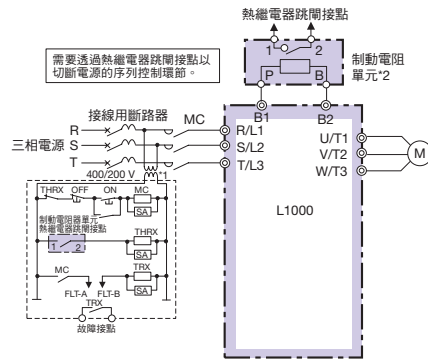 熱繼電器跳閘接點
1 2
P B
制動電阻
單元*2
需要透過熱繼電器跳閘接點以
切斷電源的序列控制環節。
B1 B2
接線用斷路器
MC
三相電源
R
S
T
R/L1
S/L2
T/L3
400/200 V
*1
U/T1
V/T2
W/T3
M
L1000
THRX OFF ON MC
SA
制動電阻器單元
熱繼電器跳閘接點
1 2
THRX
SA
MC
TRX
FLT-A FLT-B
SA
TRX
故障接點